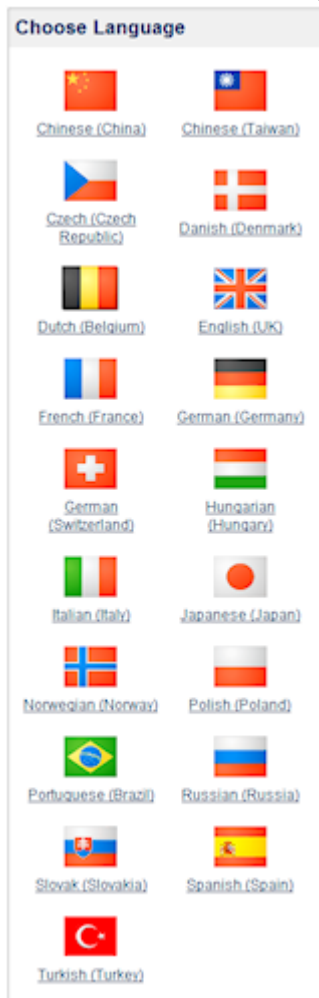 Choose Language
Chinese (China)
Chinese (Taiwan)
Czech (Czech
Republic)
Danish (Denmark)
Dutch (Belgium)
English (UK)
French (France)
German (Germany)
German
(Switzerland)
Hungarian
(Hungary)
Italian (Italy)
Japanese (Japan)
Norwegian (Norway)
Polish (Poland)
Portuguese (Brazil)
Russian (Russia)
Slovak (Slovakia)
Spanish (Spain)
Turkish (Turkey)